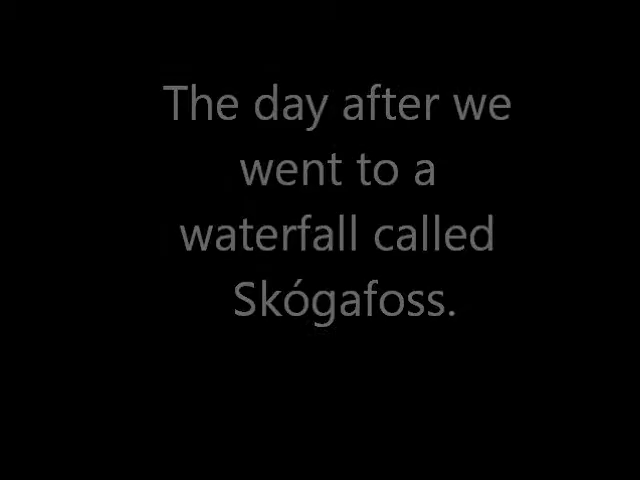 The day after we
went to a
waterfall called
Skógafoss.